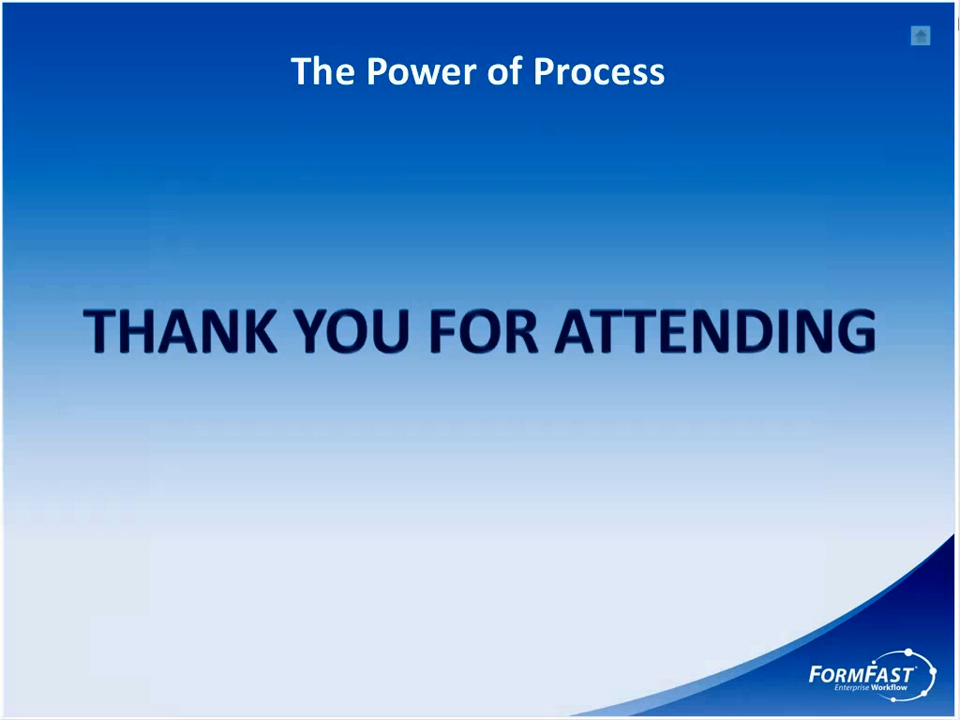 The Power of Process
THANK YOU FOR ATTENDING
FORMFAST
Enterprise Workflow